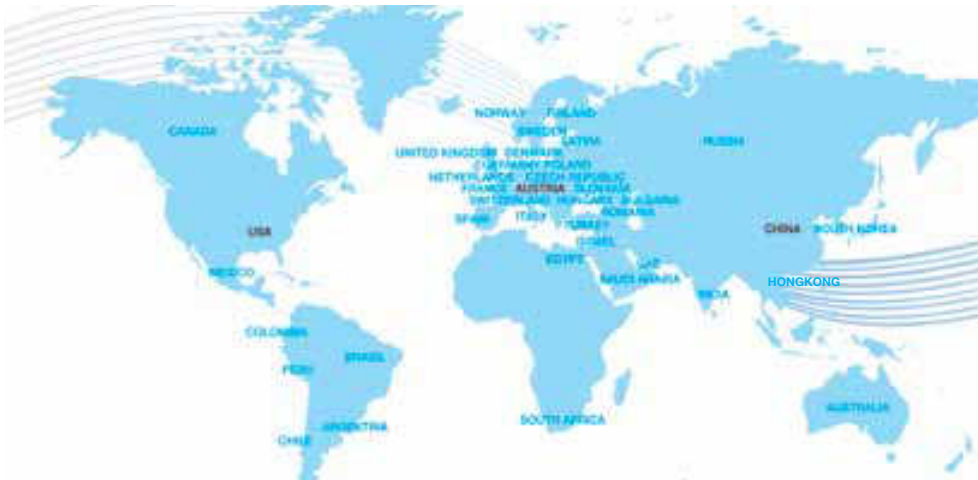 NORWAY FINLAND
CANADA SWEDEN LATVIA RUSSIA
UNITED KINGDOM DENMARK
GERMANY POLAND
NETHERLANDS CZECH REPUBLIC
FRANCE AUSTRIA SLOVAKIA
SWITZERLAND HUNGARY BULGARIA
SPAIN ITALY ROMANIA
USA TURKEY CHINA SOUTH KOREA
ISRAEL
MEXICO EGYPT UAE
SAUDI ARABIA HONGKONG
INDIA
COLOMBIA
BRASIL
PERU
AUSTRALIA
SOUTH AFRICA
ARGENTINA
CHILE